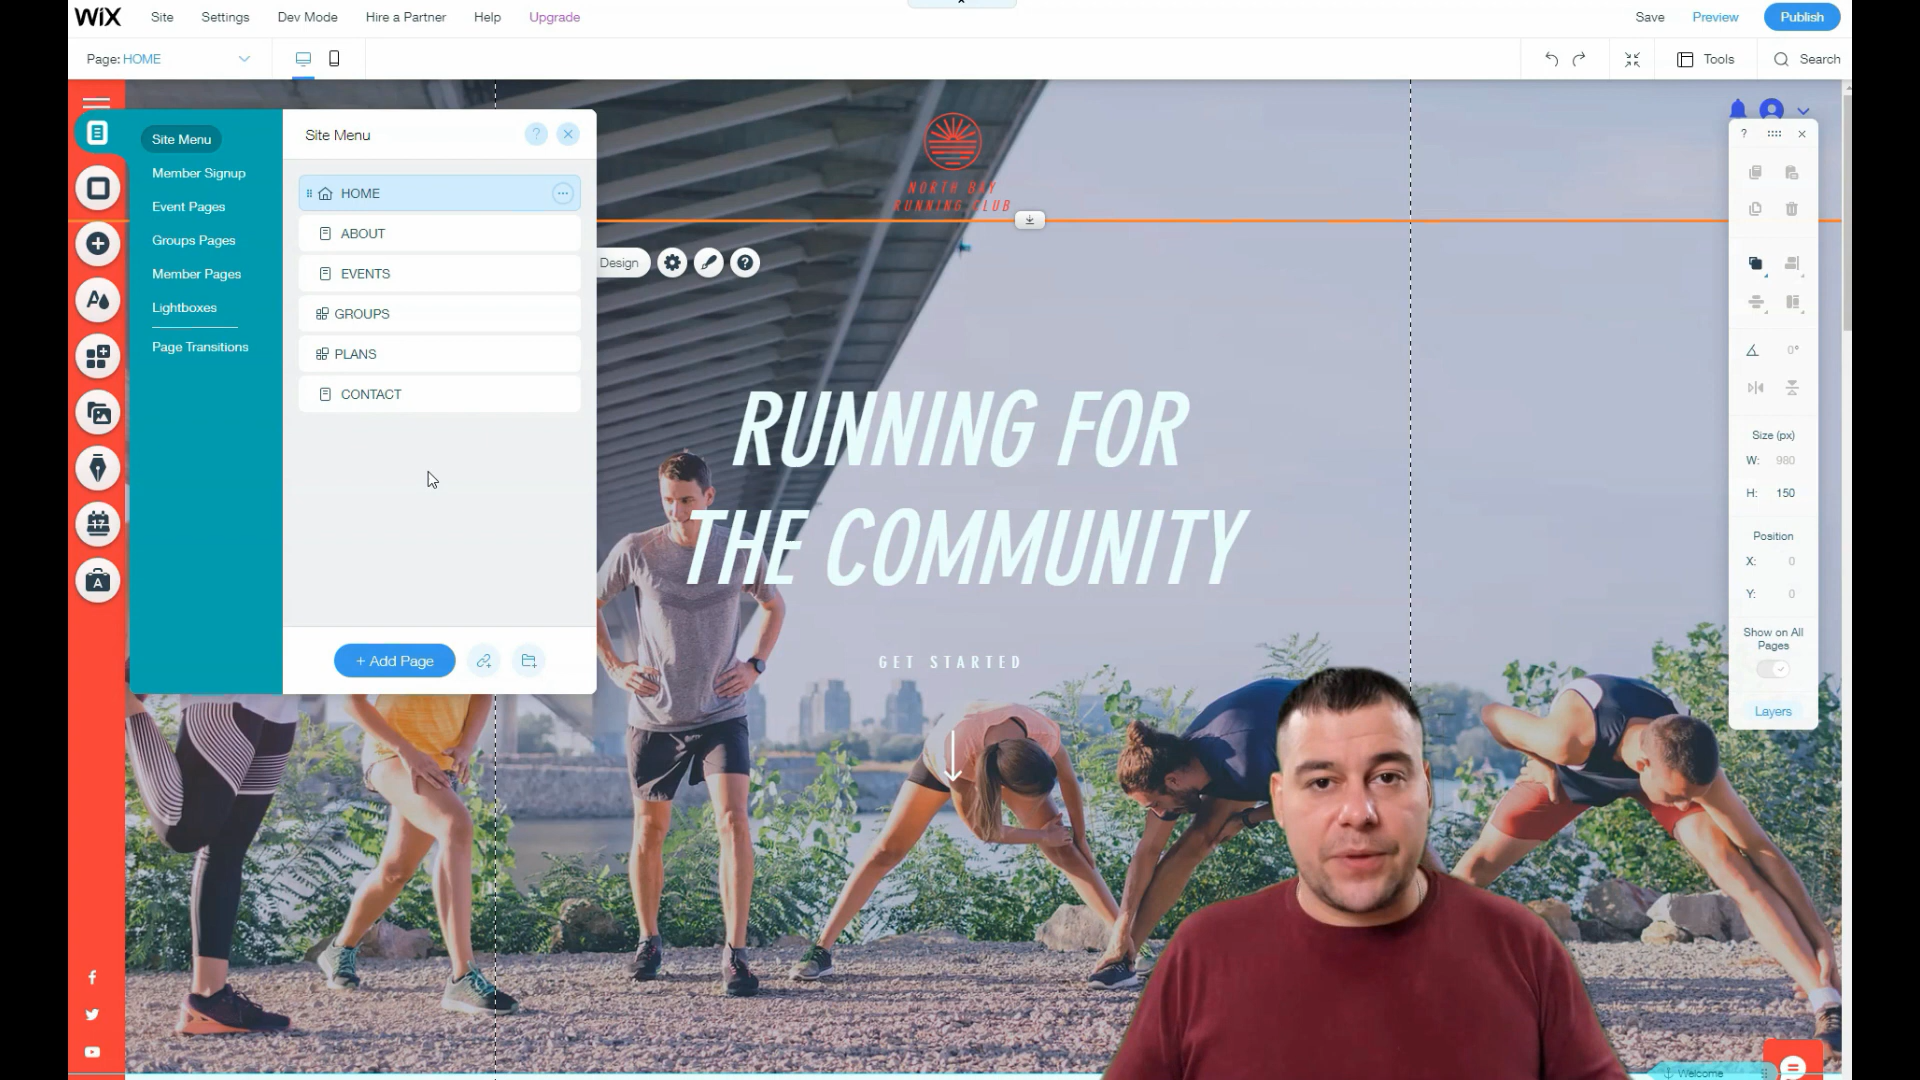 WiX
Site
Settings
Dev Mode
Hire a Partner
Help
Upgrade
Save
Preview
Publish
Page: HOME
Tools
Search
Site Menu
Member Signup
Event Pages
Groups Pages
Member Pages
Lightboxes
Page Transitions
Site Menu
?
HOME
ABOUT
EVENTS
GROUPS
PLANS
CONTACT
+ Add Page
NORTH BAY
RUNNING CLUB
Design
?
RUNNING FOR
THE COMMUNITY
GET STARTED
?
0°
Size (px)
W: 980
H: 150
Position
X: 0
Y: 0
Show on All
Pages
Layers
17
A
Welcome